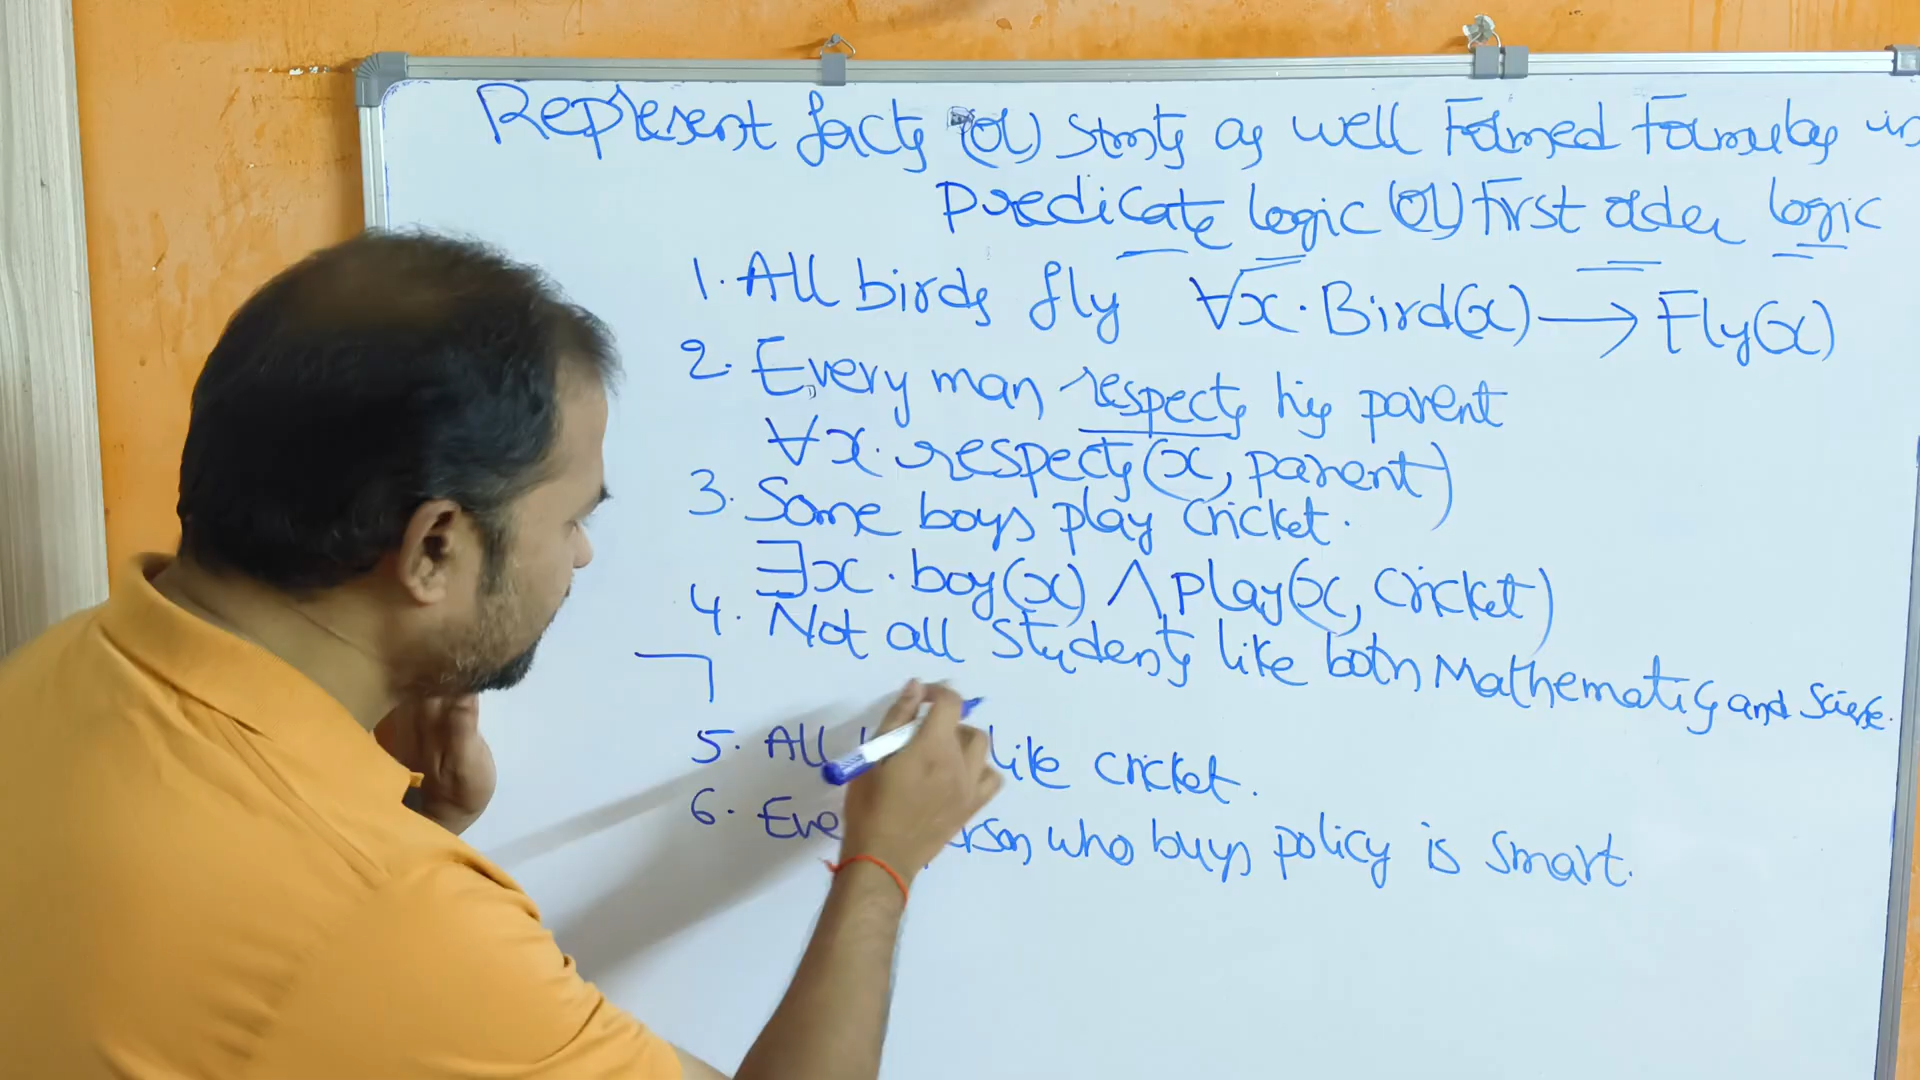 Represent facts (or) Stmts as well Formed Formulas in
predicate logic (or) First order logic
1. All birds fly ∀x.Bird(x) → Fly(x)
2. Every man respects his parent
∀x.respects(x, parent)
3. Some boys play cricket.
∃x.boy(x) ∧ play(x, cricket)
4. Not all students like both Mathematics and Science.
¬
5. All like cricket.
6. who buys policy is smart.